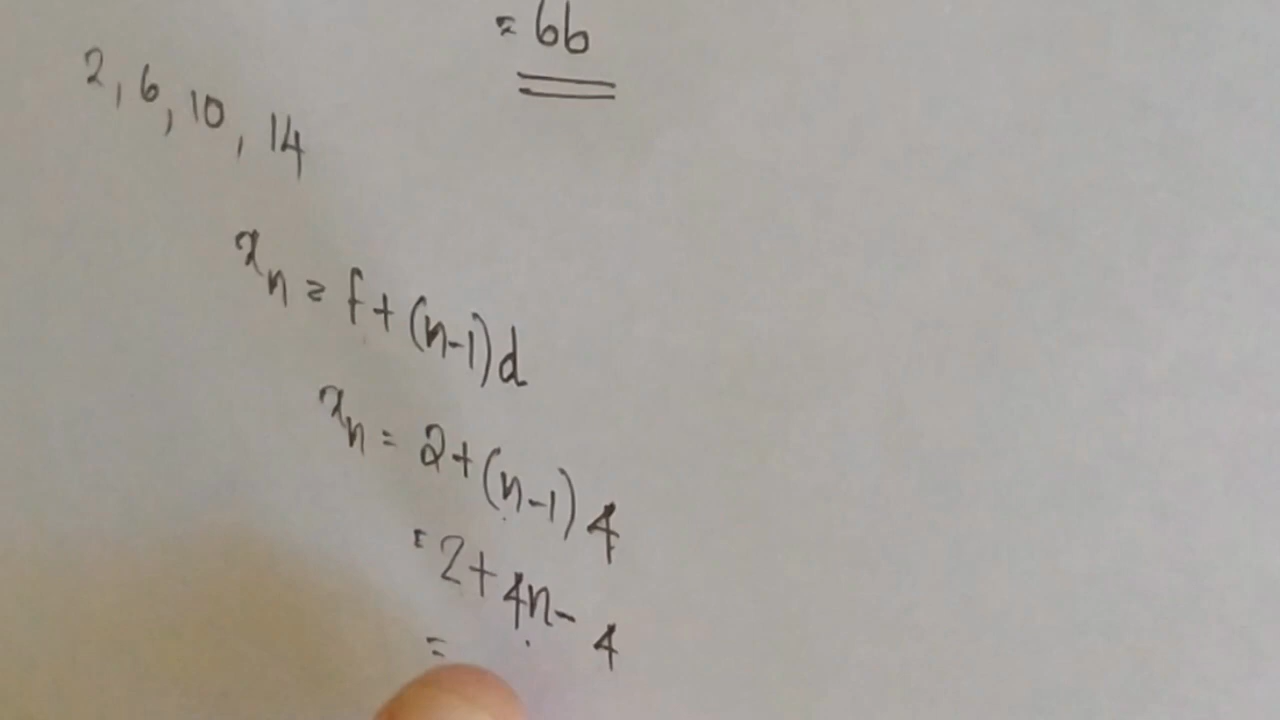 = 66
2, 6, 10, 14
xn = f + (n-1)d
xn = 2 + (n-1) 4
= 2 + 4n - 4
=